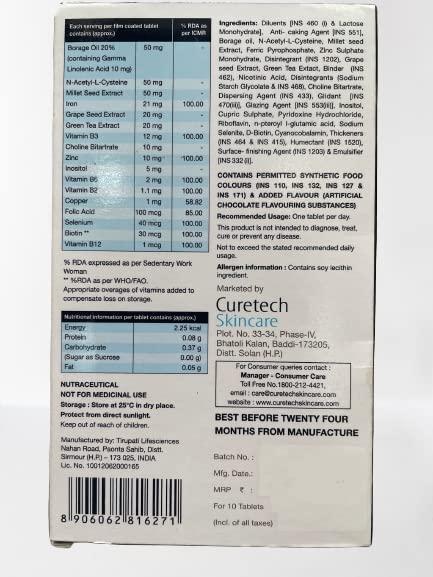 Each serving per film coated tablet contains (approx.)
% RDA as per ICMR
Borage Oil 20% 50 mg -
(containing Gamma
Linolenic Acid 10 mg)
N-Acetyl-L-Cysteine 50 mg -
Millet Seed Extract 50 mg -
Iron 21 mg 100.00
Grape Seed Extract 20 mg -
Green Tea Extract 20 mg -
Vitamin B3 12 mg 100.00
Choline Bitartrate 10 mg -
Zinc 10 mg 100.00
Inositol 5 mg -
Vitamin B6 2 mg 100.00
Vitamin B2 1.1 mg 100.00
Copper 1 mg 58.82
Folic Acid 100 mcg 85.00
Selenium 40 mcg 100.00
Biotin ** 30 mcg 100.00
Vitamin B12 1 mcg 100.00
% RDA expressed as per Sedentary Work
Woman
** %RDA as per WHO/FAO.
Appropriate overages of vitamins added to
compensate loss on storage.
Nutritional information per tablet contains (approx.)
Energy 2.25 kcal
Protein 0.08 g
Carbohydrate 0.37 g
(Sugar as Sucrose 0.00 g)
Fat 0.05 g
NUTRACEUTICAL
NOT FOR MEDICINAL USE
Storage : Store at 25°C in dry place.
Protect from direct sunlight.
Keep out of reach of children.
Manufactured by: Tirupati Lifesciences
Nahan Road, Paonta Sahib, Distt.
Sirmour (H.P.) – 173 025, INDIA
Lic. No. 10012062000165
8 906062 816271
Ingredients: Diluents [INS 460 (i) & Lactose
Monohydrate], Anti- caking Agent [INS 551],
Borage oil, N-Acetyl-L-Cysteine, Millet seed
Extract, Ferric Pyrophosphate, Zinc Sulphate
Monohydrate, Disintegrant (INS 1202), Grape
seed Extract, Green Tea Extract, Binder (INS
462), Nicotinic Acid, Disintegrants (Sodium
Starch Glycolate & INS 468), Choline Bitartrate,
Dispersing Agent (INS 433), Glidant [INS
470(iii)], Glazing Agent [INS 553(iii)], Inositol,
Cupric Sulphate, Pyridoxine Hydrochloride,
Riboflavin, n-pteroyl l-glutamic acid, Sodium
Selenite, D-Biotin, Cyanocobalamin, Thickeners
(INS 464 & INS 415), Humectant (INS 1520),
Surface- finishing Agent (INS 1203) & Emulsifier
[INS 332 (i)].
CONTAINS PERMITTED SYNTHETIC FOOD
COLOURS (INS 110, INS 132, INS 127 &
INS 171) & ADDED FLAVOUR (ARTIFICIAL
CHOCOLATE FLAVOURING SUBSTANCES)
Recommended Usage: One tablet per day.
This product is not intended to diagnose, treat,
cure or prevent any disease.
Not to exceed the stated recommended daily
usage.
Allergen information : Contains soy lecithin
ingredient.
Marketed by
Curetech
Skincare
Plot. No. 33-34, Phase-IV,
Bhatoli Kalan, Baddi-173205,
Distt. Solan (H.P.)
For Consumer queries contact :
Manager - Consumer Care
Toll Free No.1800-212-4421,
email : care@curetechskincare.com
website : www.curetechskincare.com
BEST BEFORE TWENTY FOUR
MONTHS FROM MANUFACTURE
Batch No. :
Mfg. Date.:
MRP ₹ :
For 10 Tablets
(Incl. of all taxes)